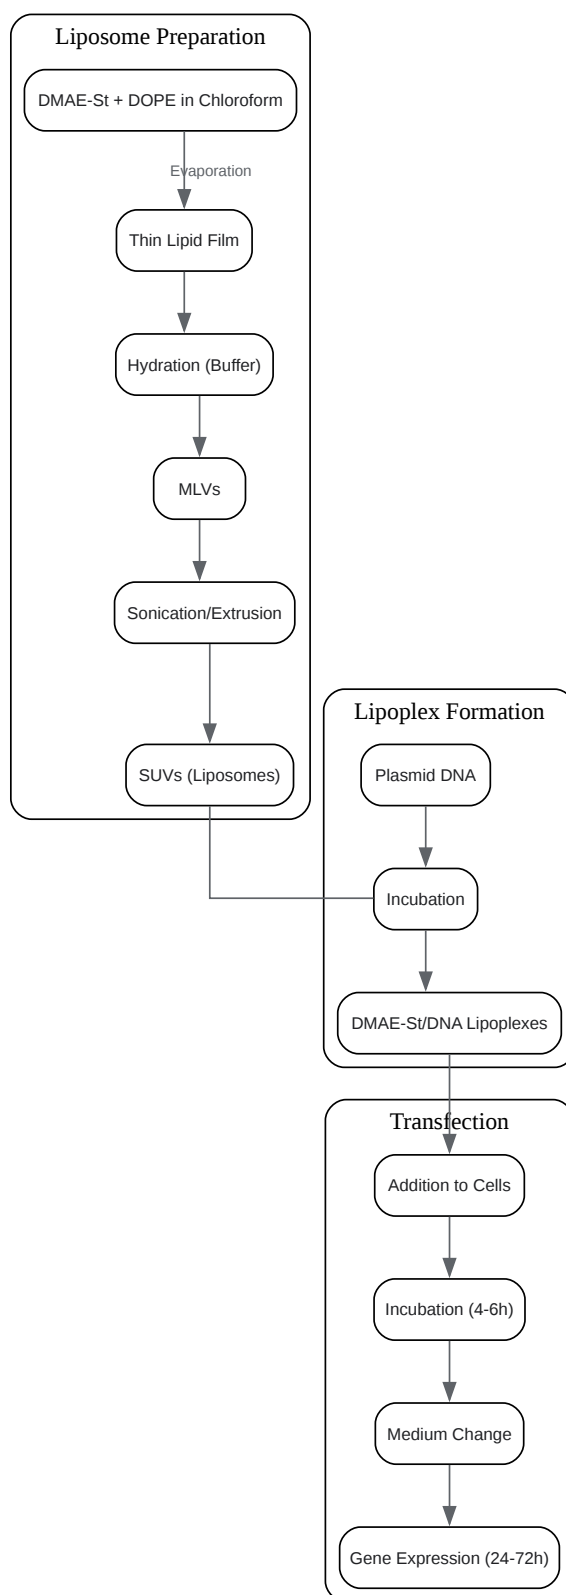 Liposome Preparation
DMAE-St + DOPE in Chloroform
Evaporation
Thin Lipid Film
Hydration (Buffer)
MLVs
Sonication/Extrusion
SUVs (Liposomes)
Lipoplex Formation
Plasmid DNA
Incubation
DMAE-St/DNA Lipoplexes
Transfection
Addition to Cells
Incubation (4-6h)
Medium Change
Gene Expression (24-72h)